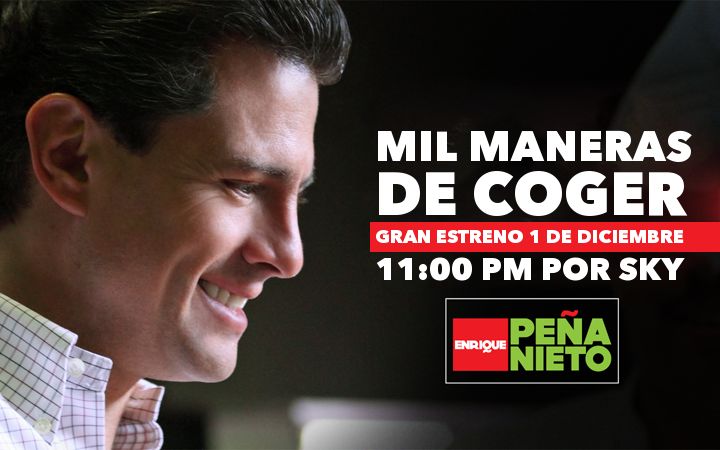 MIL MANERAS
DE COGER
GRAN ESTRENO 1 DE DICIEMBRE
11:00 PM POR SKY
ENRIQUE
PEÑA
NIETO